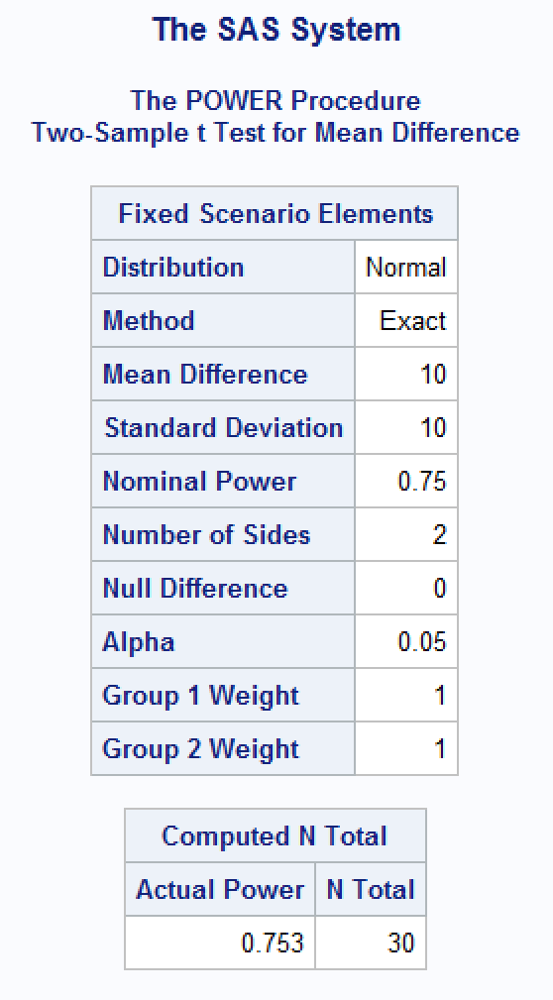 The SAS System
The POWER Procedure
Two-Sample t Test for Mean Difference
Fixed Scenario Elements
Distribution Normal
Method Exact
Mean Difference 10
Standard Deviation 10
Nominal Power 0.75
Number of Sides 2
Null Difference 0
Alpha 0.05
Group 1 Weight 1
Group 2 Weight 1
Computed N Total
Actual Power N Total
0.753 30